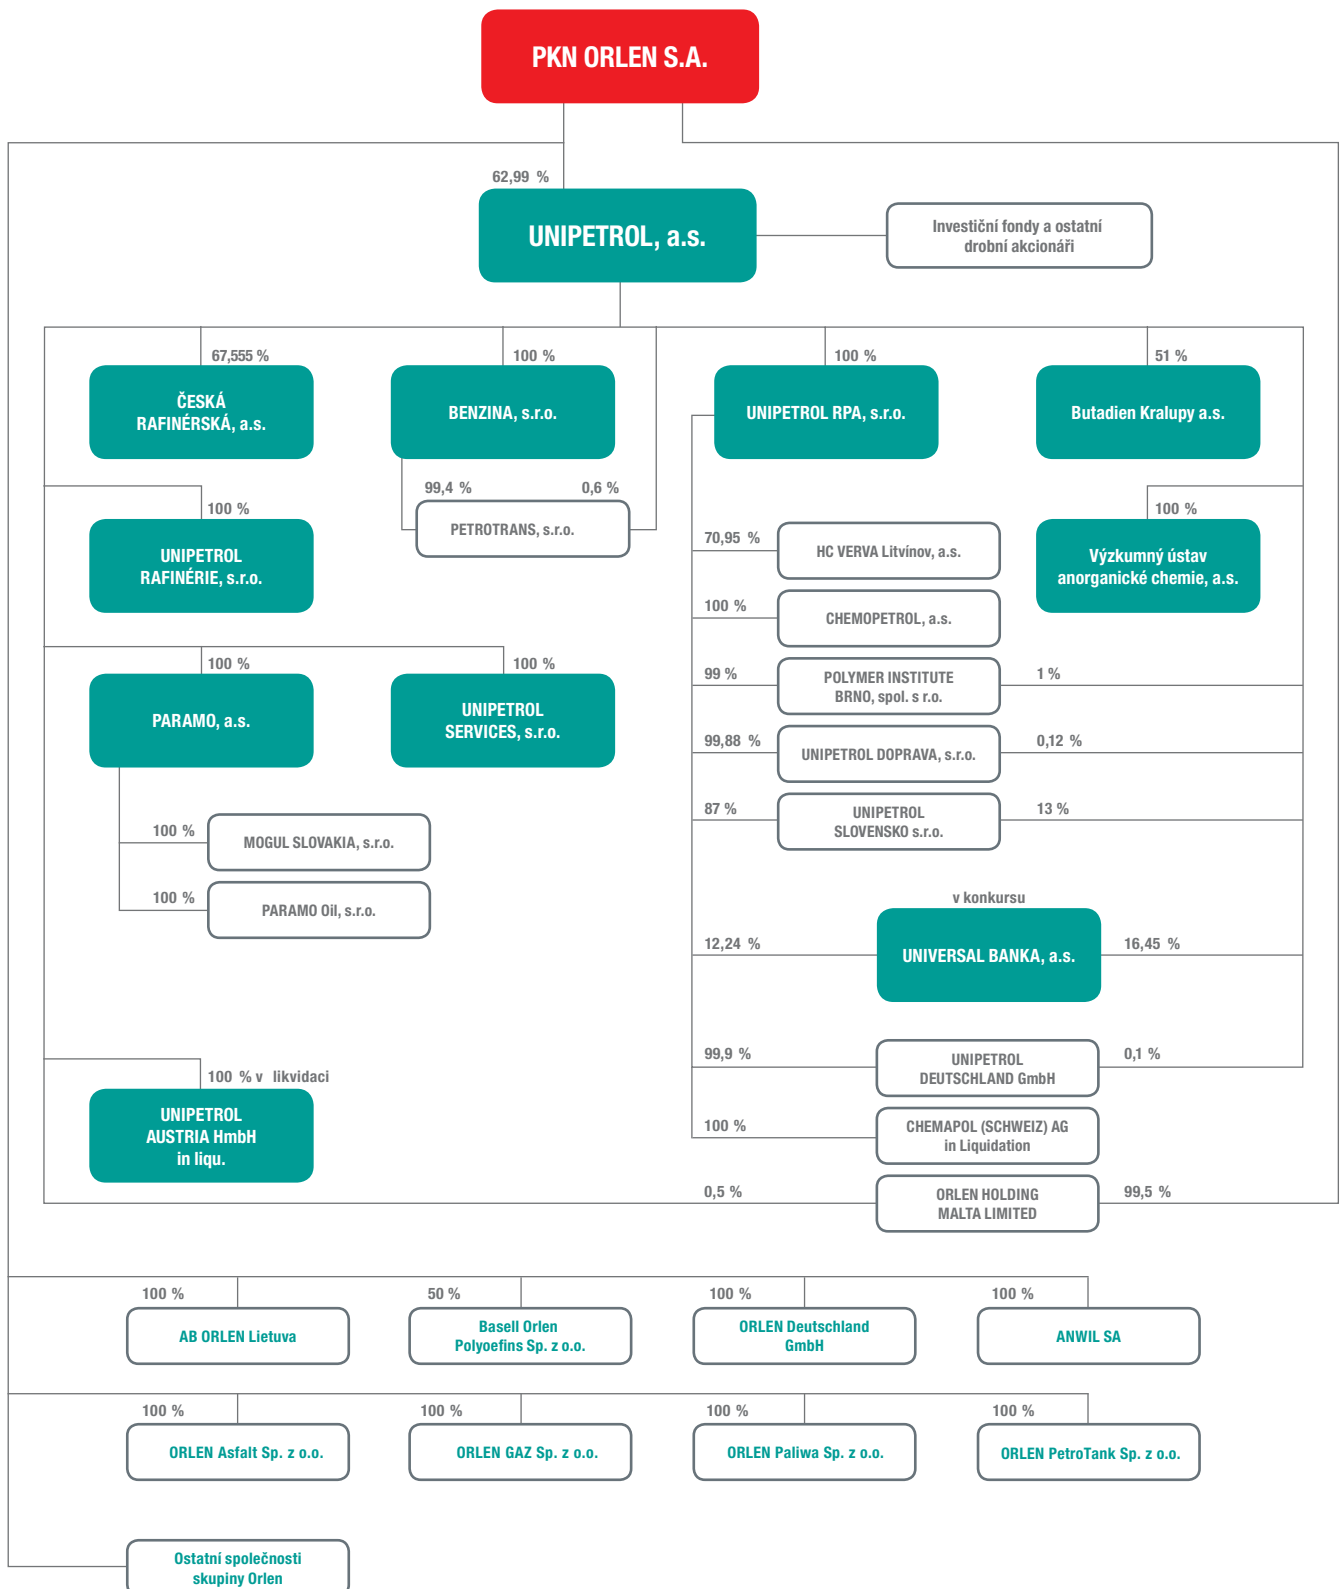 PKN ORLEN S.A.
62,99 %
UNIPETROL, a.s.
Investiční fondy a ostatní
drobní akcionáři
67,555 %
100 %
100 %
51 %
ČESKÁ
RAFINÉRSKÁ, a.s.
BENZINA, s.r.o.
UNIPETROL RPA, s.r.o.
Butadien Kralupy a.s.
99,4 %
0,6 %
PETROTRANS, s.r.o.
100 %
UNIPETROL
RAFINÉRIE, s.r.o.
70,95 %
HC VERVA Litvínov, a.s.
100 %
Výzkumný ústav
anorganické chemie, a.s.
100 %
CHEMOPETROL, a.s.
100 %
100 %
PARAMO, a.s.
UNIPETROL
SERVICES, s.r.o.
99 %
POLYMER INSTITUTE
BRNO, spol. s r.o.
1 %
99,88 %
UNIPETROL DOPRAVA, s.r.o.
0,12 %
87 %
UNIPETROL
SLOVENSKO s.r.o.
13 %
100 %
MOGUL SLOVAKIA, s.r.o.
100 %
PARAMO Oil, s.r.o.
v konkursu
12,24 %
UNIVERSAL BANKA, a.s.
16,45 %
99,9 %
UNIPETROL
DEUTSCHLAND GmbH
0,1 %
100 % v likvidaci
UNIPETROL
AUSTRIA HmbH
in liqu.
100 %
CHEMAPOL (SCHWEIZ) AG
in Liquidation
0,5 %
ORLEN HOLDING
MALTA LIMITED
99,5 %
100 %
50 %
100 %
100 %
AB ORLEN Lietuva
Basell Orlen
Polyoefins Sp. z o.o.
ORLEN Deutschland
GmbH
ANWIL SA
100 %
100 %
100 %
100 %
ORLEN Asfalt Sp. z o.o.
ORLEN GAZ Sp. z o.o.
ORLEN Paliwa Sp. z o.o.
ORLEN PetroTank Sp. z o.o.
Ostatní společnosti
skupiny Orlen